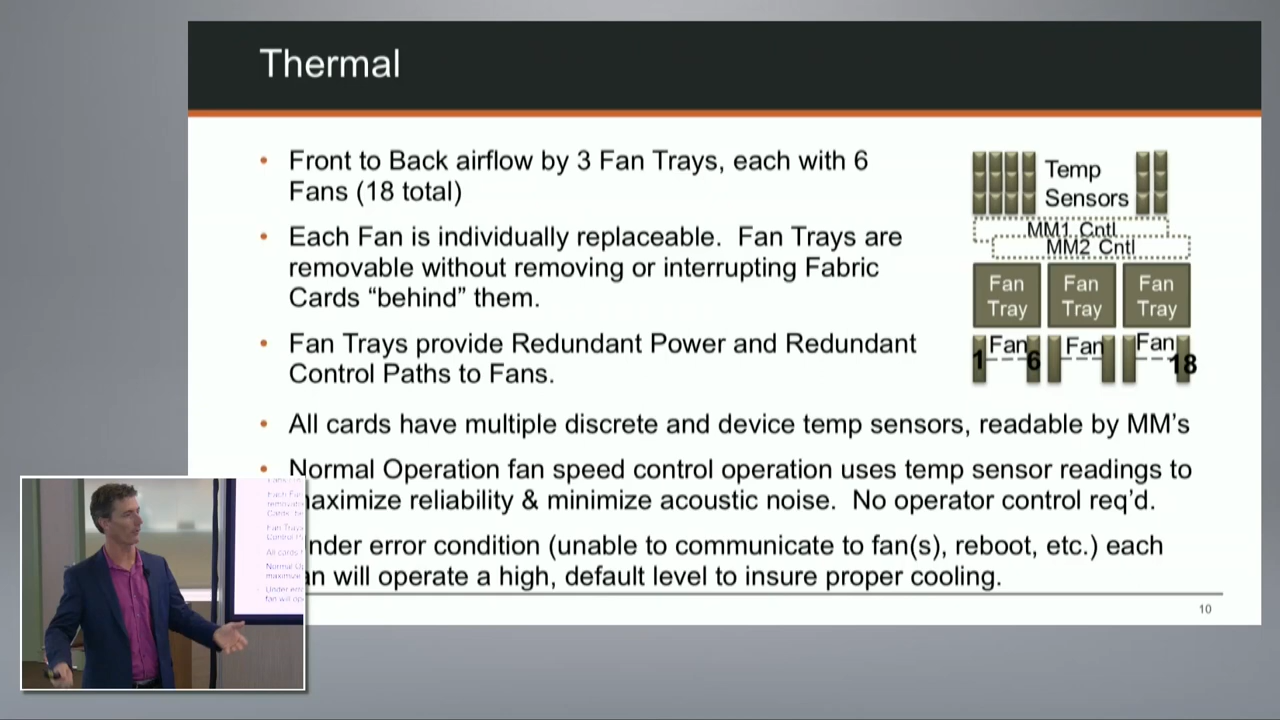 Thermal
• Front to Back airflow by 3 Fan Trays, each with 6
Fans (18 total)
• Each Fan is individually replaceable.  Fan Trays are
removable without removing or interrupting Fabric
Cards “behind” them.
• Fan Trays provide Redundant Power and Redundant
Control Paths to Fans.
• All cards have multiple discrete and device temp sensors, readable by MM’s
• Normal Operation fan speed control operation uses temp sensor readings to
maximize reliability & minimize acoustic noise.  No operator control req’d.
nder error condition (unable to communicate to fan(s), reboot, etc.) each
n will operate a high, default level to insure proper cooling.
Temp
Sensors
MM1 Cntl
MM2 Cntl
Fan Fan Fan
Tray Tray Tray
Fan Fan Fan
1 6 18
10